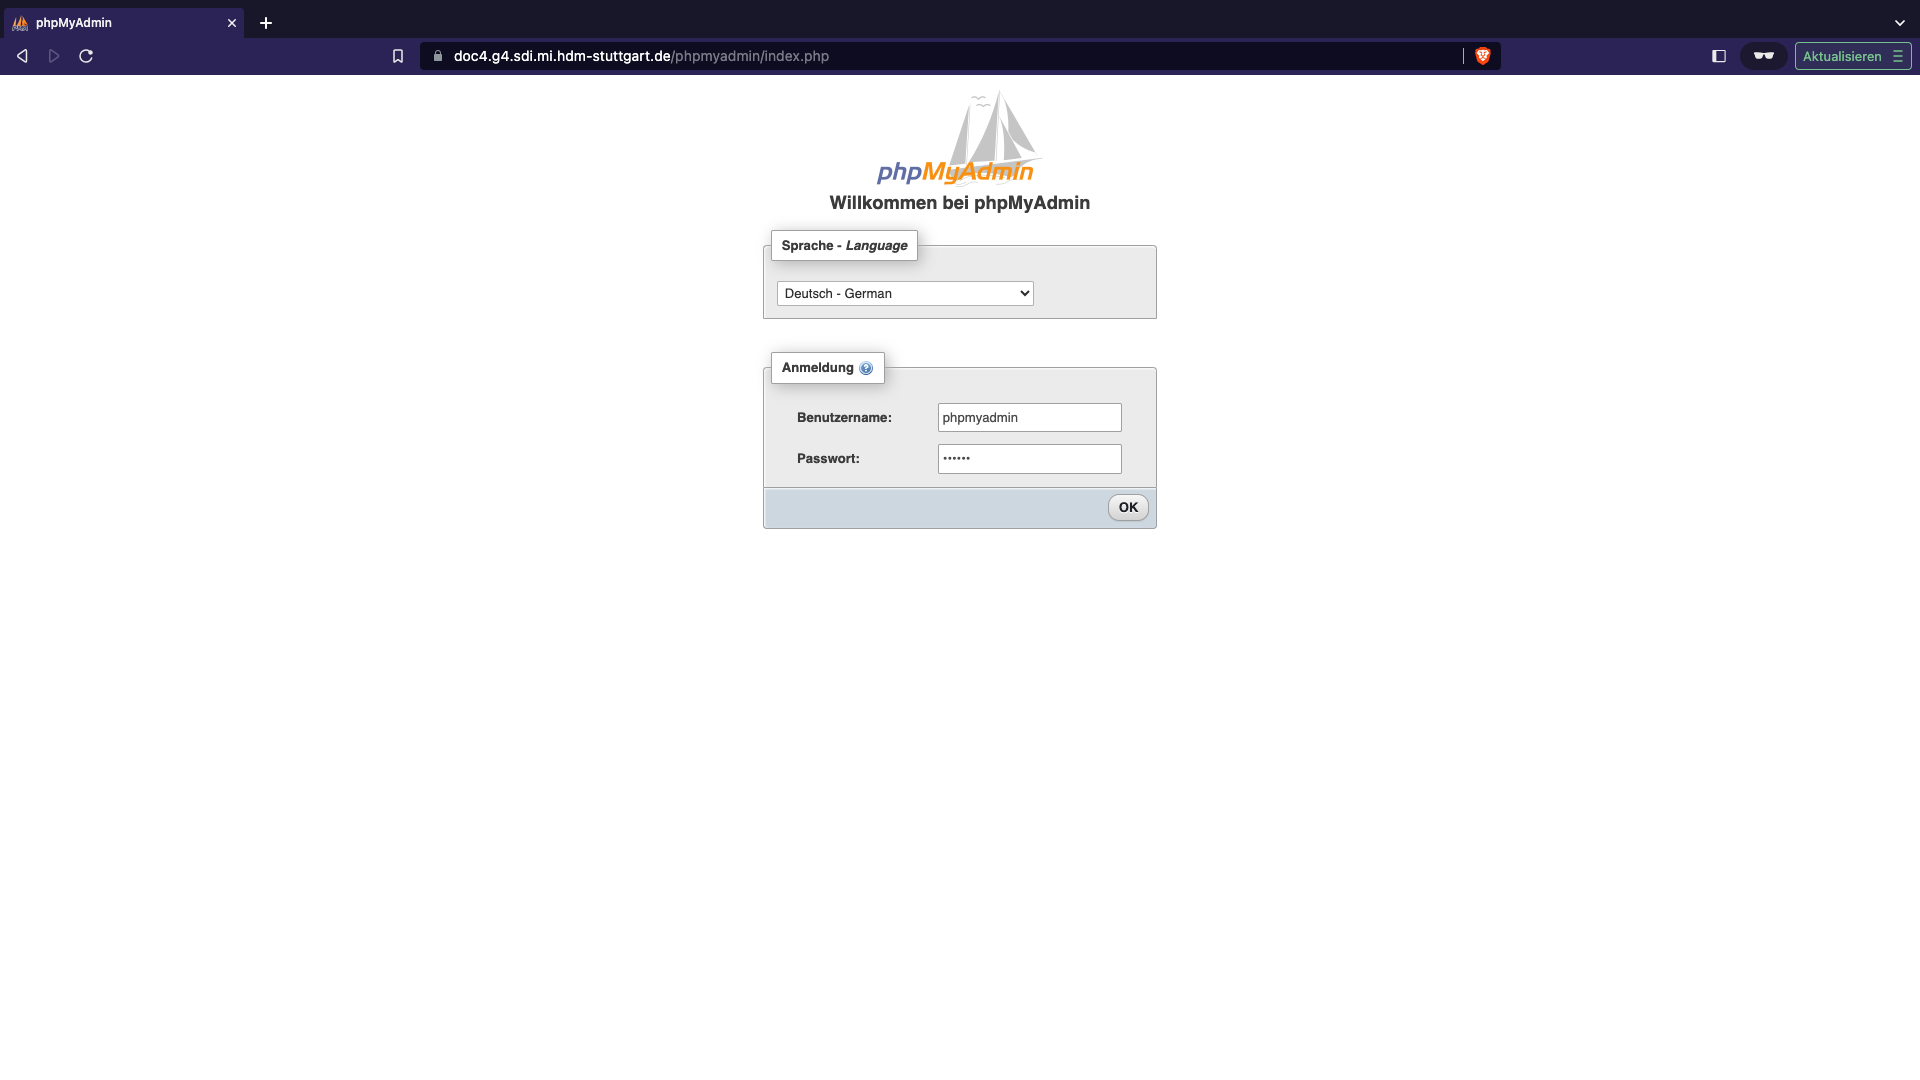 phpMyAdmin
doc4.g4.sdi.mi.hdm-stuttgart.de/phpmyadmin/index.php
Aktualisieren
phpMyAdmin
Willkommen bei phpMyAdmin
Sprache - Language
Deutsch - German
Anmeldung
Benutzername: phpmyadmin
Passwort: ••••••
OK